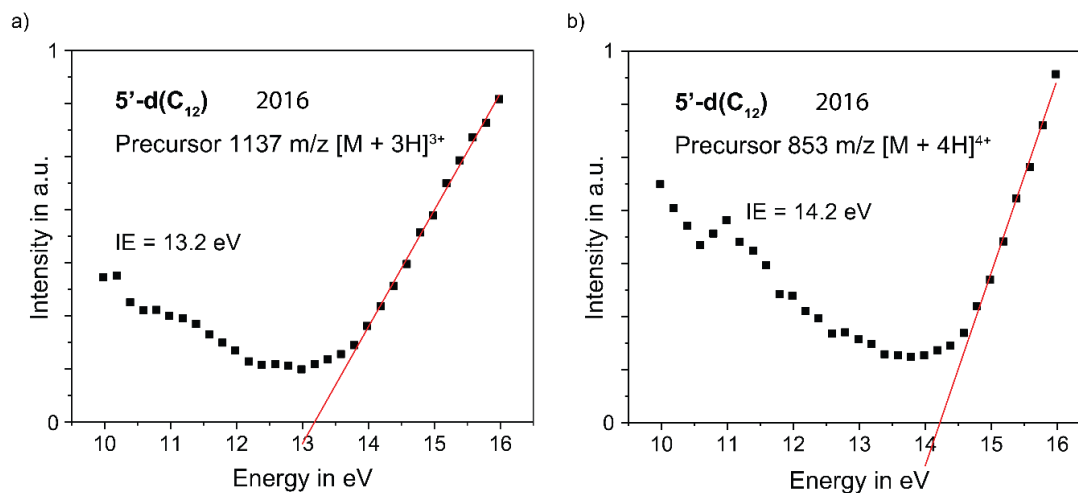 a)
1
5'-d(C₁₂) 2016
Precursor 1137 m/z [M + 3H]³⁺
IE = 13.2 eV
Intensity in a.u.
0
10 11 12 13 14 15 16
Energy in eV
b)
1
5'-d(C₁₂) 2016
Precursor 853 m/z [M + 4H]⁴⁺
IE = 14.2 eV
Intensity in a.u.
0
10 11 12 13 14 15 16
Energy in eV